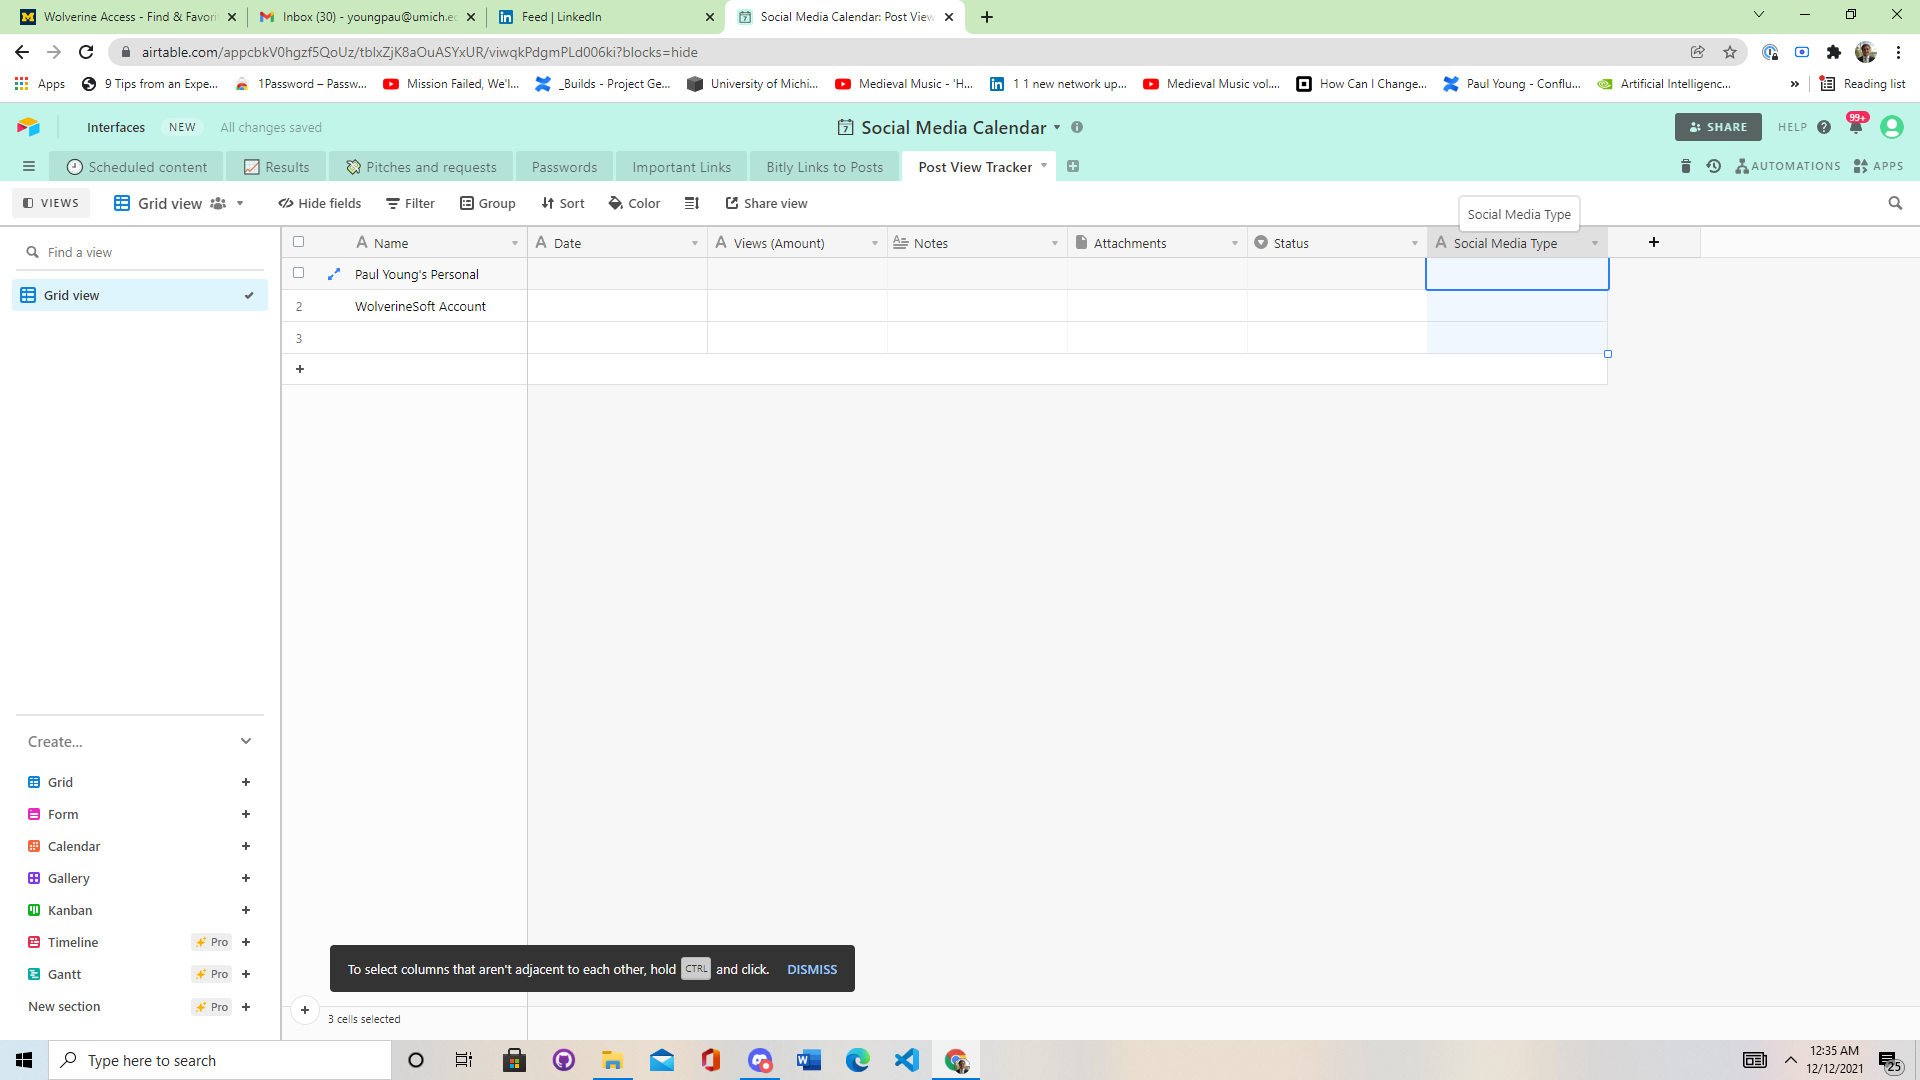 Wolverine Access - Find & Favori
Inbox (30) - youngpau@umich.ec
Feed | LinkedIn
Social Media Calendar: Post View
airtable.com/appcbkV0hgzf5QoUz/tblxZjK8aOuASYxUR/viwqkPdgmPLd006ki?blocks=hide
Apps
9 Tips from an Expe...
1Password – Passw...
Mission Failed, We'l...
_Builds - Project Ge...
University of Michi...
Medieval Music - 'H...
1 1 new network up...
Medieval Music vol....
How Can I Change...
Paul Young - Conflu...
Artificial Intelligenc...
»
Reading list
Interfaces
NEW
All changes saved
7
Social Media Calendar
SHARE
HELP
99+
Scheduled content
Results
Pitches and requests
Passwords
Important Links
Bitly Links to Posts
Post View Tracker
AUTOMATIONS
APPS
VIEWS
Grid view
Hide fields
Filter
Group
Sort
Color
Share view
Social Media Type
Find a view
Grid view
Name
Date
Views (Amount)
Notes
Attachments
Status
Social Media Type
Paul Young's Personal
2
WolverineSoft Account
3
Create...
Grid
Form
Calendar
Gallery
Kanban
Timeline
Pro
Gantt
Pro
New section
Pro
To select columns that aren't adjacent to each other, hold CTRL and click.
DISMISS
3 cells selected
Type here to search
12:35 AM
12/12/2021
25